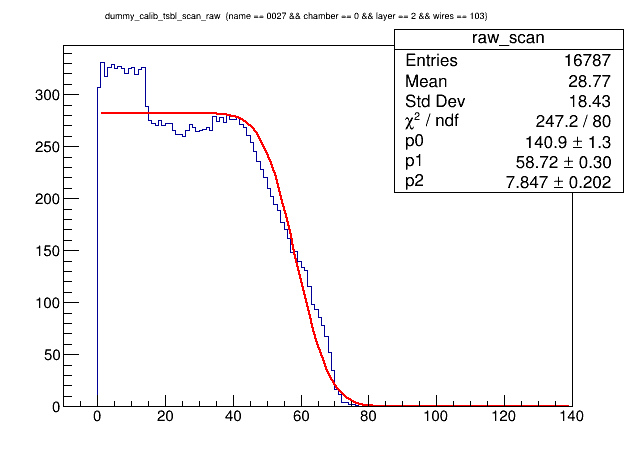 dummy_calib_tsbl_scan_raw (name == 0027 && chamber == 0 && layer == 2 && wires == 103)
raw_scan
Entries 16787
Mean 28.77
Std Dev 18.43
χ² / ndf 247.2 / 80
p0 140.9 ± 1.3
p1 58.72 ± 0.30
p2 7.847 ± 0.202
300
250
200
150
100
50
0
0 20 40 60 80 100 120 140